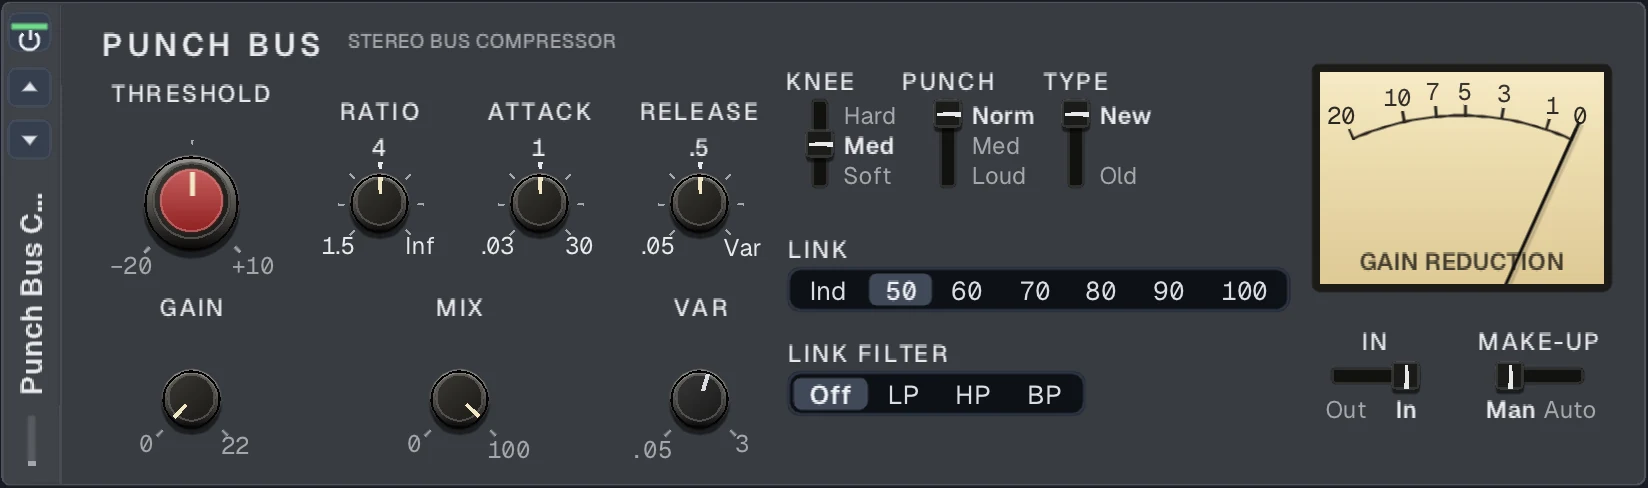 Punch Bus C...
PUNCH BUS STEREO BUS COMPRESSOR
THRESHOLD
-20 +10
RATIO
4
1.5 Inf
ATTACK
1
.03 30
RELEASE
.5
.05 Var
GAIN
0 22
MIX
0 100
VAR
.05 3
KNEE
Hard
Med
Soft
PUNCH
Norm
Med
Loud
TYPE
New
Old
LINK
Ind 50 60 70 80 90 100
LINK FILTER
Off LP HP BP
20 10 7 5 3 1 0
GAIN REDUCTION
IN
Out In
MAKE-UP
Man Auto